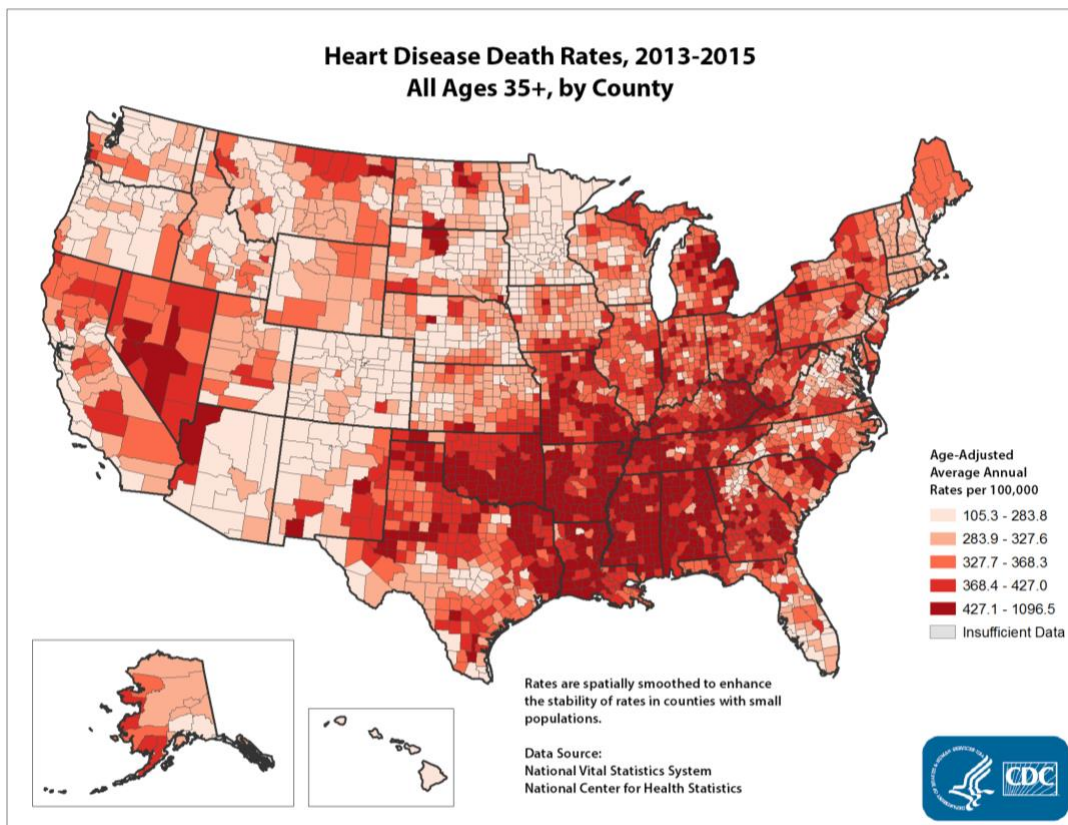 Heart Disease Death Rates, 2013-2015
All Ages 35+, by County
Age-Adjusted
Average Annual
Rates per 100,000
105.3 - 283.8
283.9 - 327.6
327.7 - 368.3
368.4 - 427.0
427.1 - 1096.5
Insufficient Data
Rates are spatially smoothed to enhance
the stability of rates in counties with small
populations.
Data Source:
National Vital Statistics System
National Center for Health Statistics
CDC